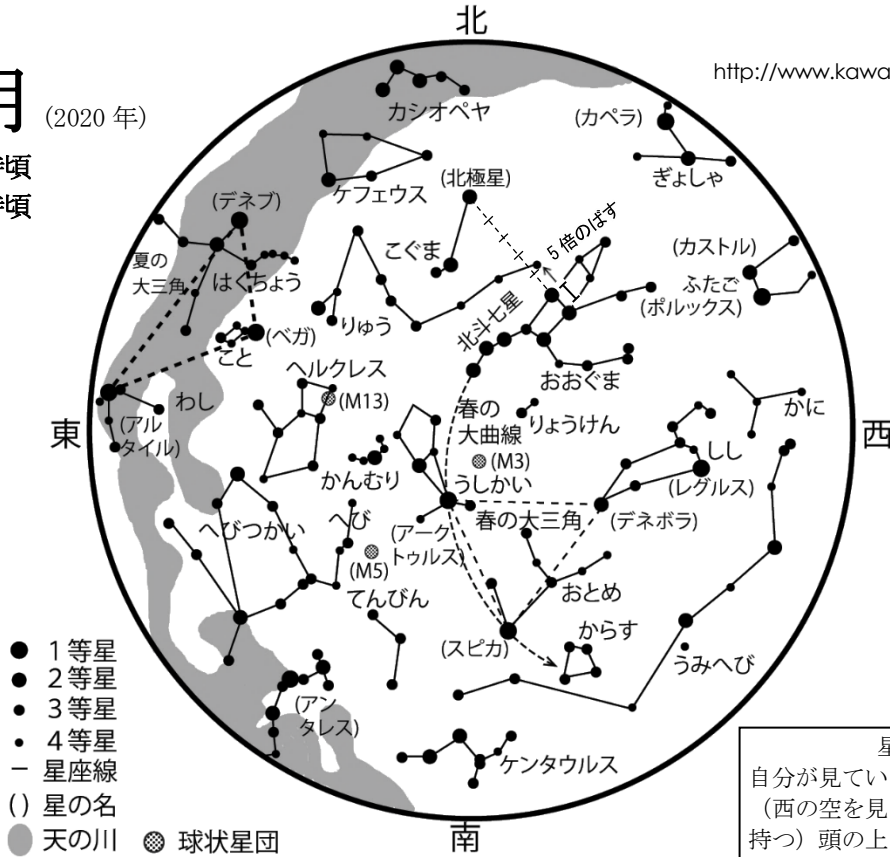 北
月 (2020 年)
時頃
時頃
http://www.kawa
カシオペヤ
(カペラ)
ぎょしゃ
ケフェウス
(北極星)
(デネブ)
5 倍のばす
こぐま
(カストル)
夏の
大三角
はくちょう
ふたご
(ポルックス)
北斗七星
りゅう
(ベガ)
こと
ヘルクレス
おおぐま
(M13)
わし
春の
大曲線
りょうけん
かに
(アル
タイル)
東
西
(M3)
しし
かんむり
うしかい
(レグルス)
へび
へびつかい
(アーク
トゥルス)
春の大三角
(デネボラ)
(M5)
てんびん
おとめ
からす
(スピカ)
うみへび
(アン
タレス)
ケンタウルス
1 等星
2 等星
3 等星
4 等星
星座線
() 星の名
天の川
球状星団
南
星
自分が見てい
(西の空を見
持つ) 頭の上